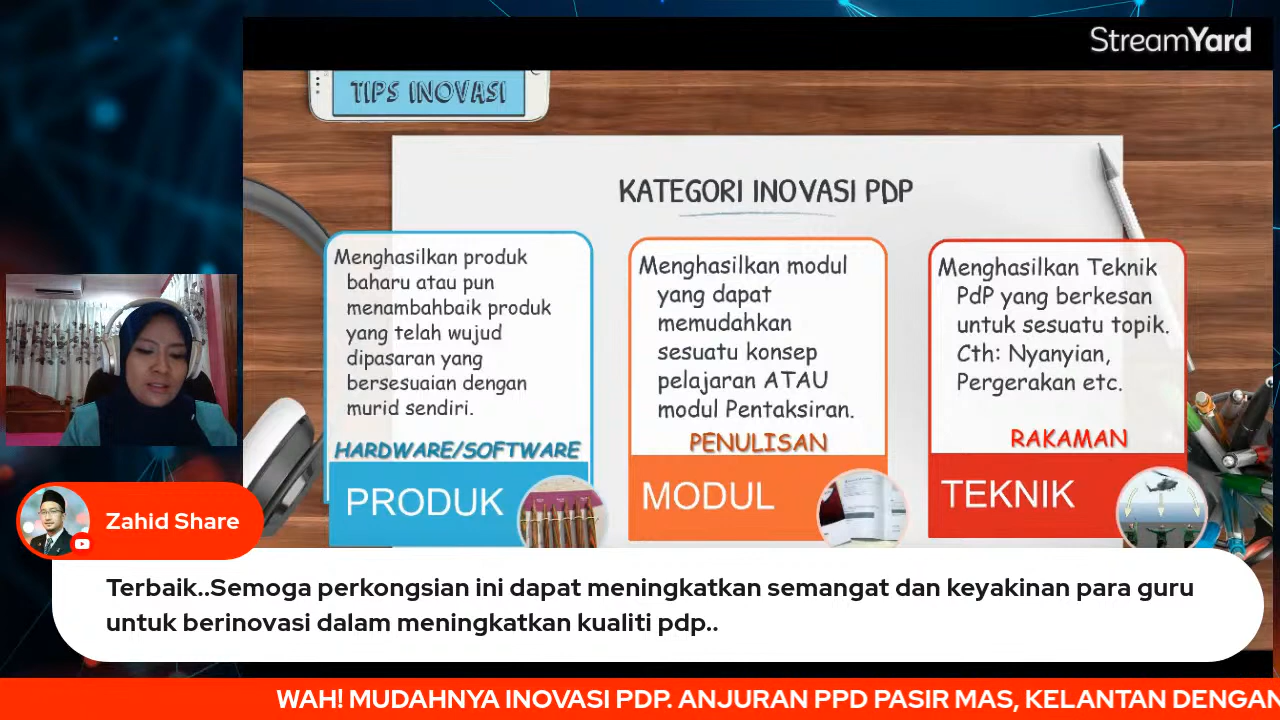 StreamYard
TIPS INOVASI
KATEGORI INOVASI PDP
Menghasilkan produk
baharu atau pun
menambahbaik produk
yang telah wujud
dipasaran yang
bersesuaian dengan
murid sendiri.
HARDWARE/SOFTWARE
PRODUK
Menghasilkan modul
yang dapat
memudahkan
sesuatu konsep
pelajaran ATAU
modul Pentaksiran.
PENULISAN
MODUL
Menghasilkan Teknik
PdP yang berkesan
untuk sesuatu topik.
Cth: Nyanyian,
Pergerakan etc.
RAKAMAN
TEKNIK
Zahid Share
Terbaik..Semoga perkongsian ini dapat meningkatkan semangat dan keyakinan para guru
untuk berinovasi dalam meningkatkan kualiti pdp..
WAH! MUDAHNYA INOVASI PDP. ANJURAN PPD PASIR MAS, KELANTAN DENGAN